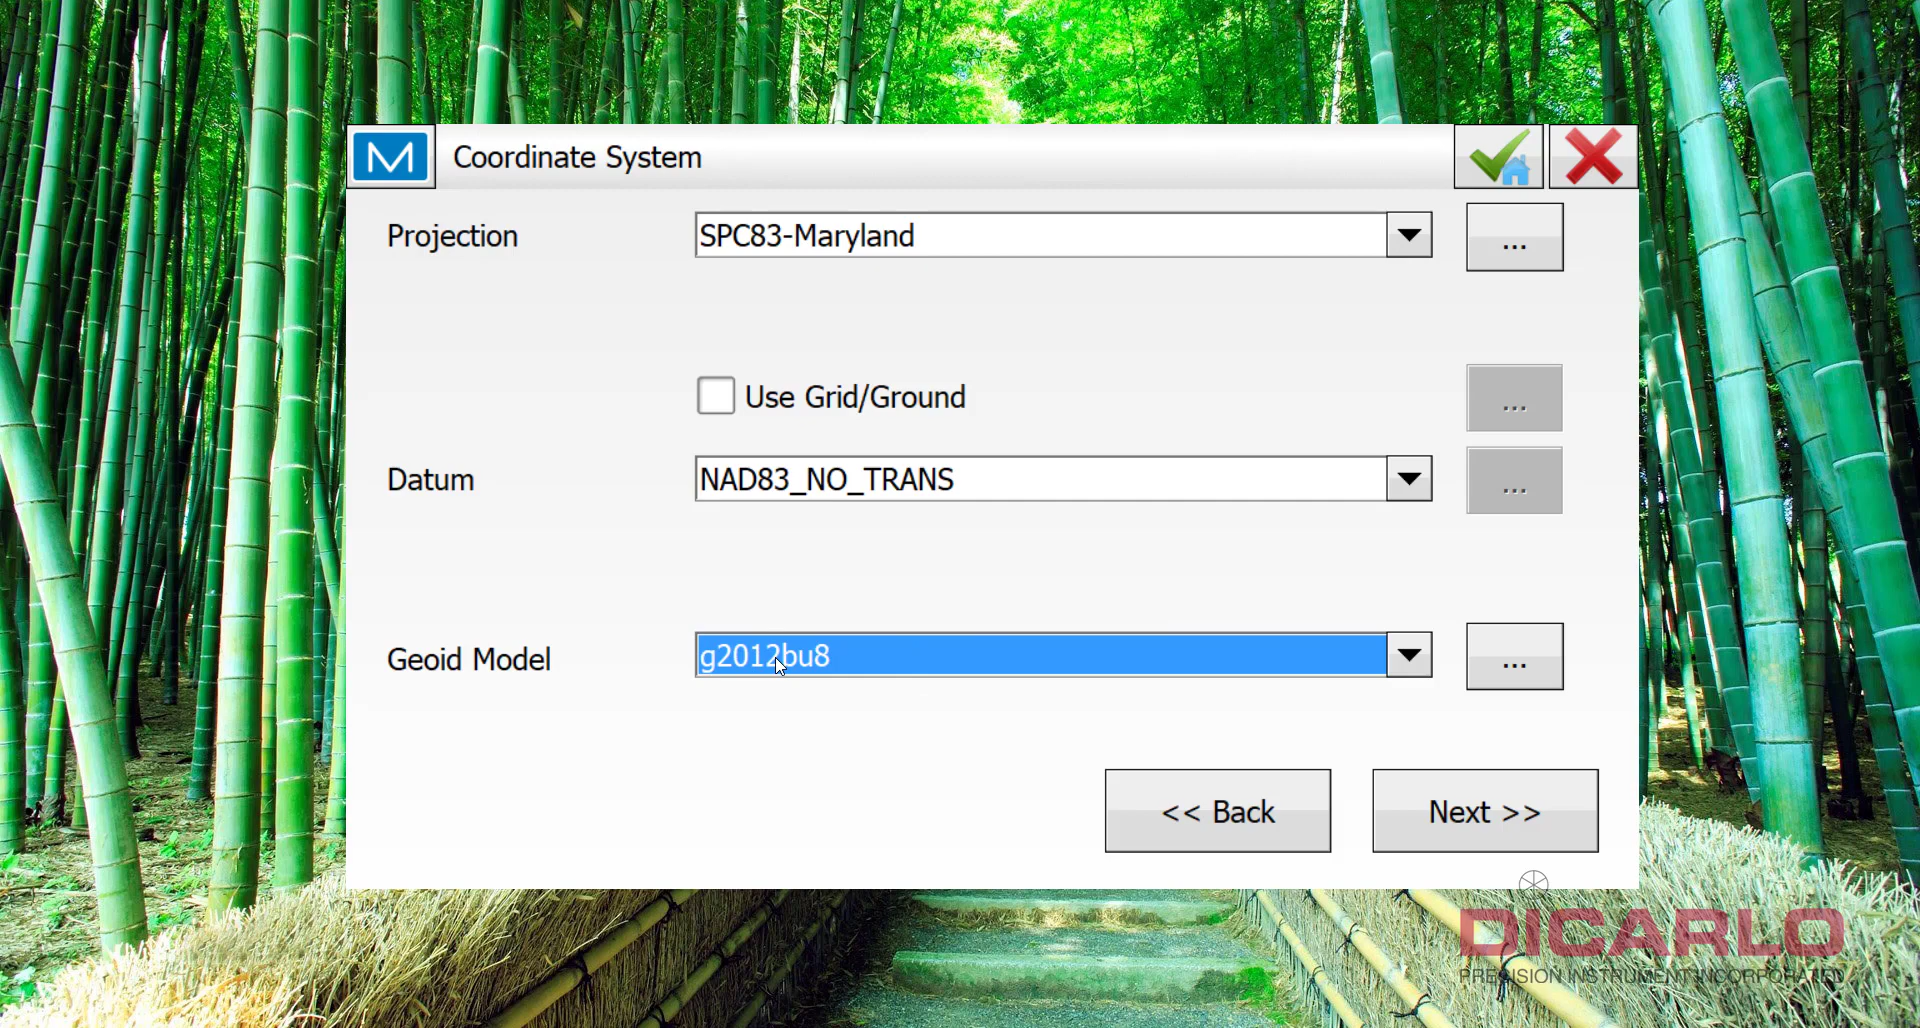 M Coordinate System
Projection SPC83-Maryland ...
Use Grid/Ground ...
Datum NAD83_NO_TRANS ...
Geoid Model g2012bu8 ...
<< Back Next >>
DICARLO
PRECISION INSTRUMENT INCORPORATED